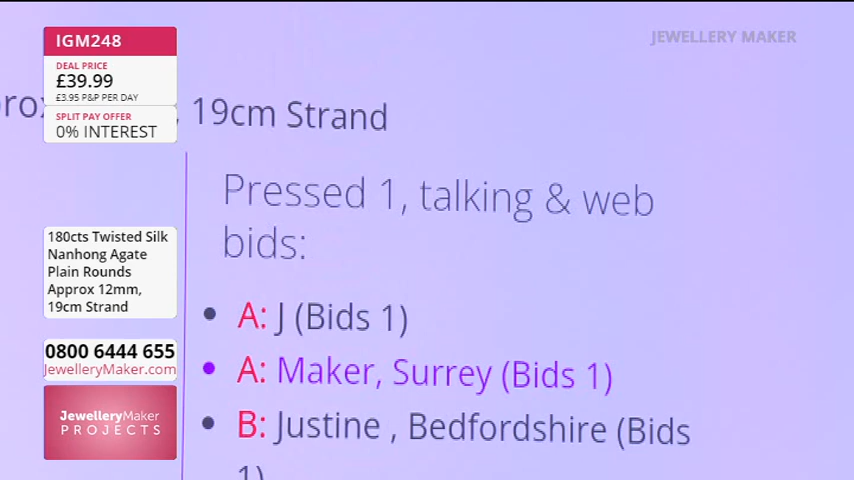 IGM248
DEAL PRICE
£39.99
£3.95 P&P PER DAY
SPLIT PAY OFFER
0% INTEREST
JEWELLERY MAKER
, 19cm Strand
Pressed 1, talking & web
bids:
A: J (Bids 1)
A: Maker, Surrey (Bids 1)
B: Justine , Bedfordshire (Bids
1)
180cts Twisted Silk
Nanhong Agate
Plain Rounds
Approx 12mm,
19cm Strand
0800 6444 655
JewelleryMaker.com
JewelleryMaker
PROJECTS